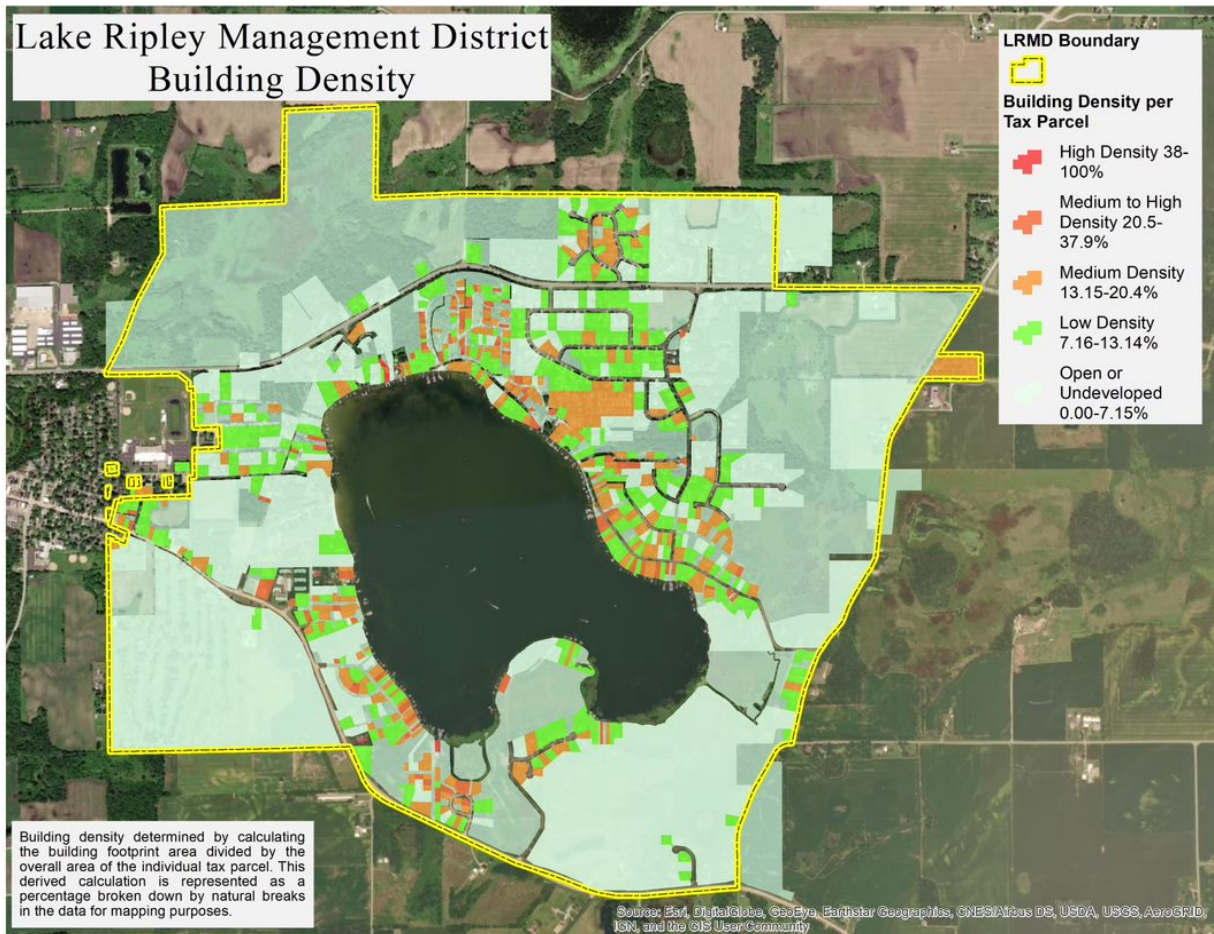 Lake Ripley Management District
Building Density
LRMD Boundary
Building Density per
Tax Parcel
High Density 38-
100%
Medium to High
Density 20.5-
37.9%
Medium Density
13.15-20.4%
Low Density
7.16-13.14%
Open or
Undeveloped
0.00-7.15%
Building density determined by calculating
the building footprint area divided by the
overall area of the individual tax parcel. This
derived calculation is represented as a
percentage broken down by natural breaks
in the data for mapping purposes.
Source: Esri, DigitalGlobe, GeoEye, Earthstar Geographics, CNES/Airbus DS, USDA, USGS, AeroGRID,
IGN, and the GIS User Community